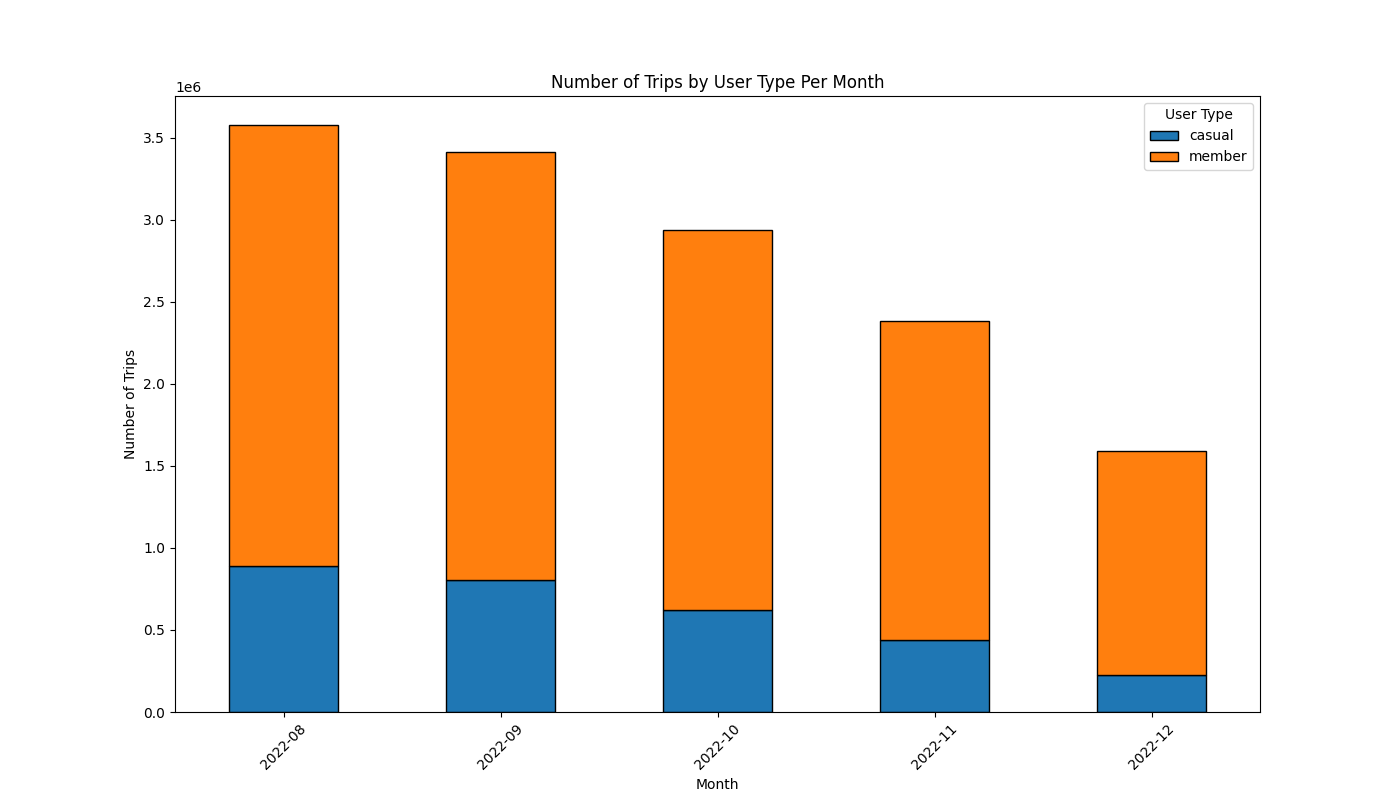 Number of Trips by User Type Per Month
1e6
User Type
casual
member
3.5
3.0
2.5
2.0
1.5
1.0
0.5
0.0
Number of Trips
2022-08
2022-09
2022-10
2022-11
2022-12
Month